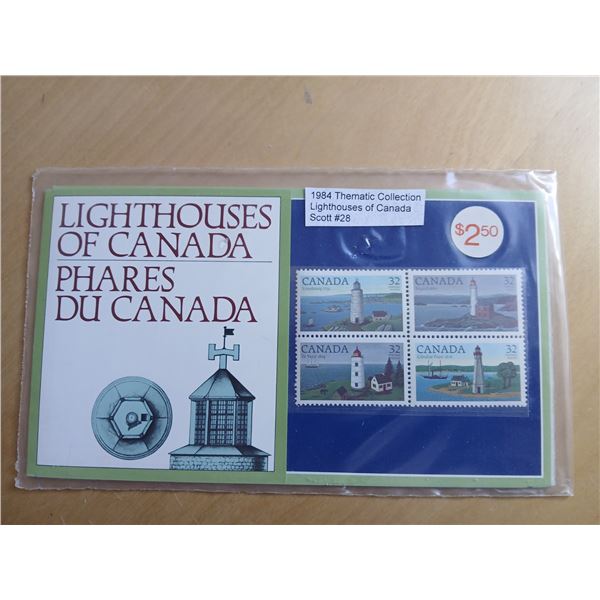 LIGHTHOUSES
OF CANADA
PHARES
DU CANADA
1984 Thematic Collection
Lighthouses of Canada
Scott #28
$2.50
CANADA 32
CANADA 32
CANADA 32
CANADA 32